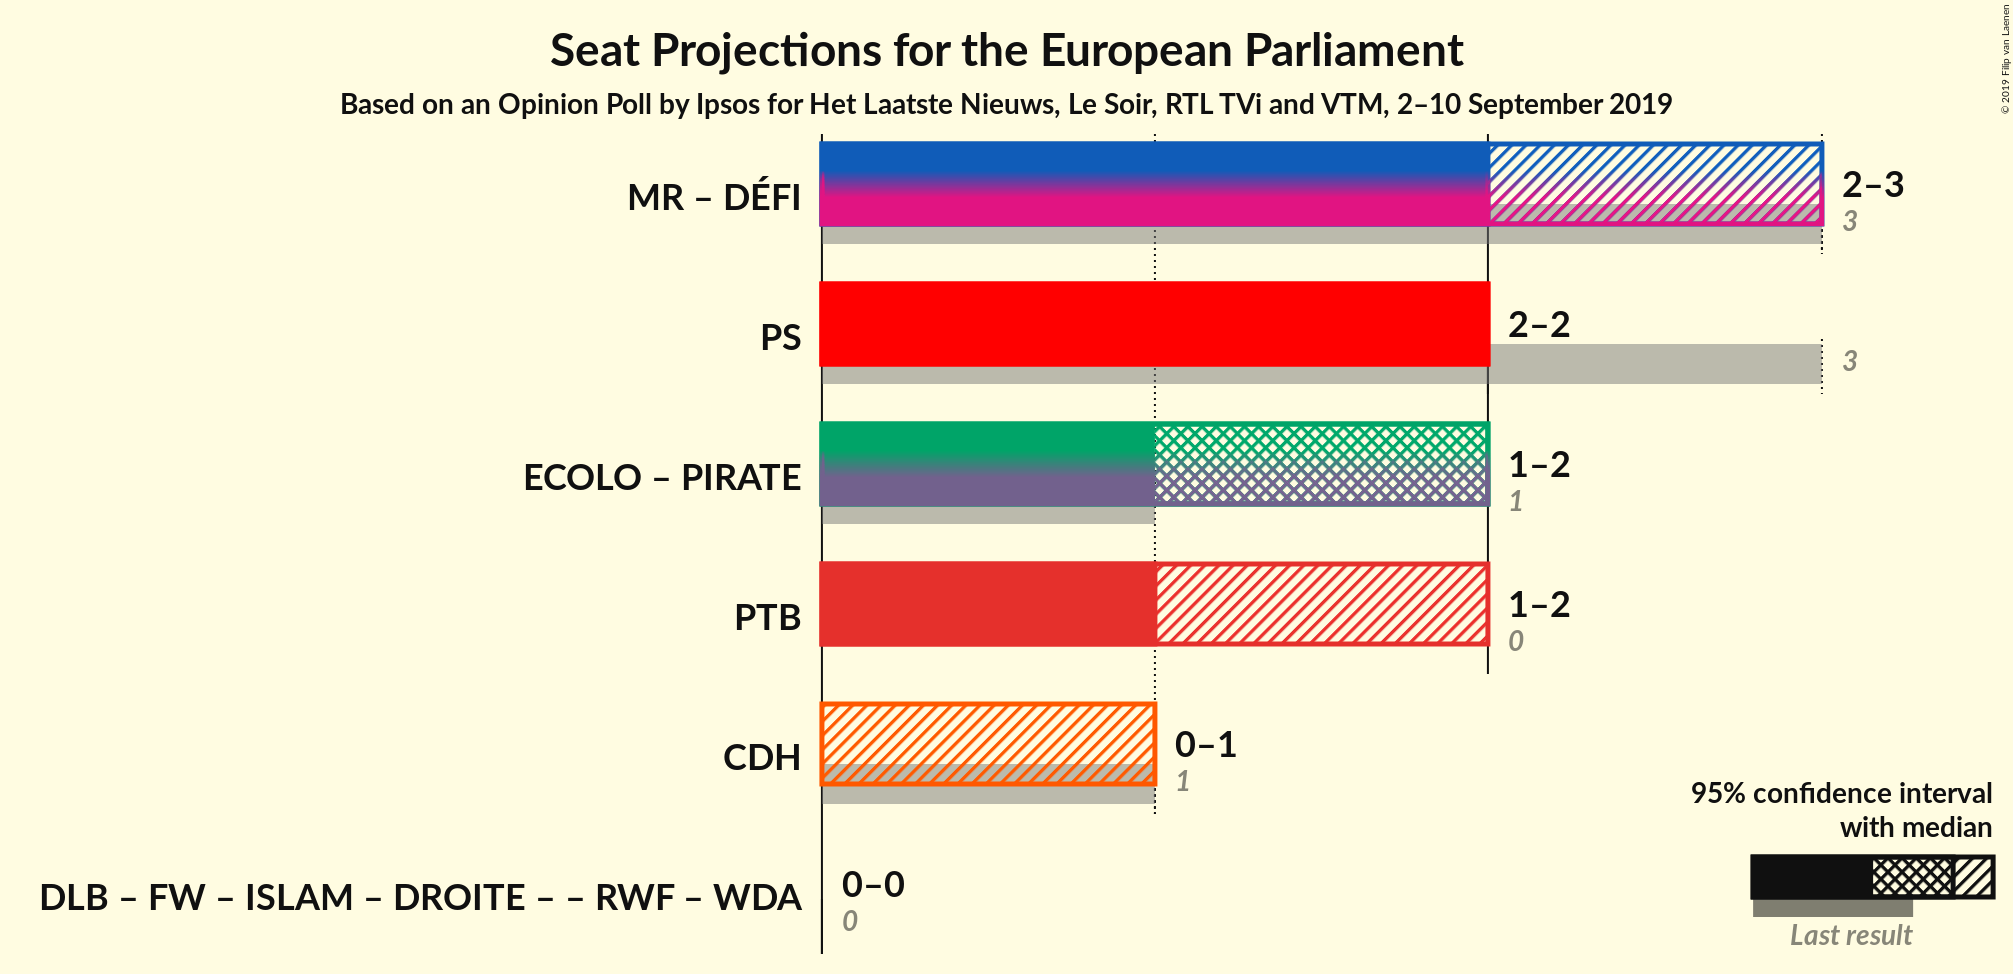 Seat Projections for the European Parliament
Based on an Opinion Poll by Ipsos for Het Laatste Nieuws, Le Soir, RTL TVi and VTM, 2–10 September 2019
© 2019 Filip van Laenen
MR – DÉFI
2–3
3
PS
2–2
3
ECOLO – PIRATE
1–2
1
PTB
1–2
0
CDH
0–1
1
DLB – FW – ISLAM – DROITE – – RWF – WDA
0–0
0
95% confidence interval
with median
Last result